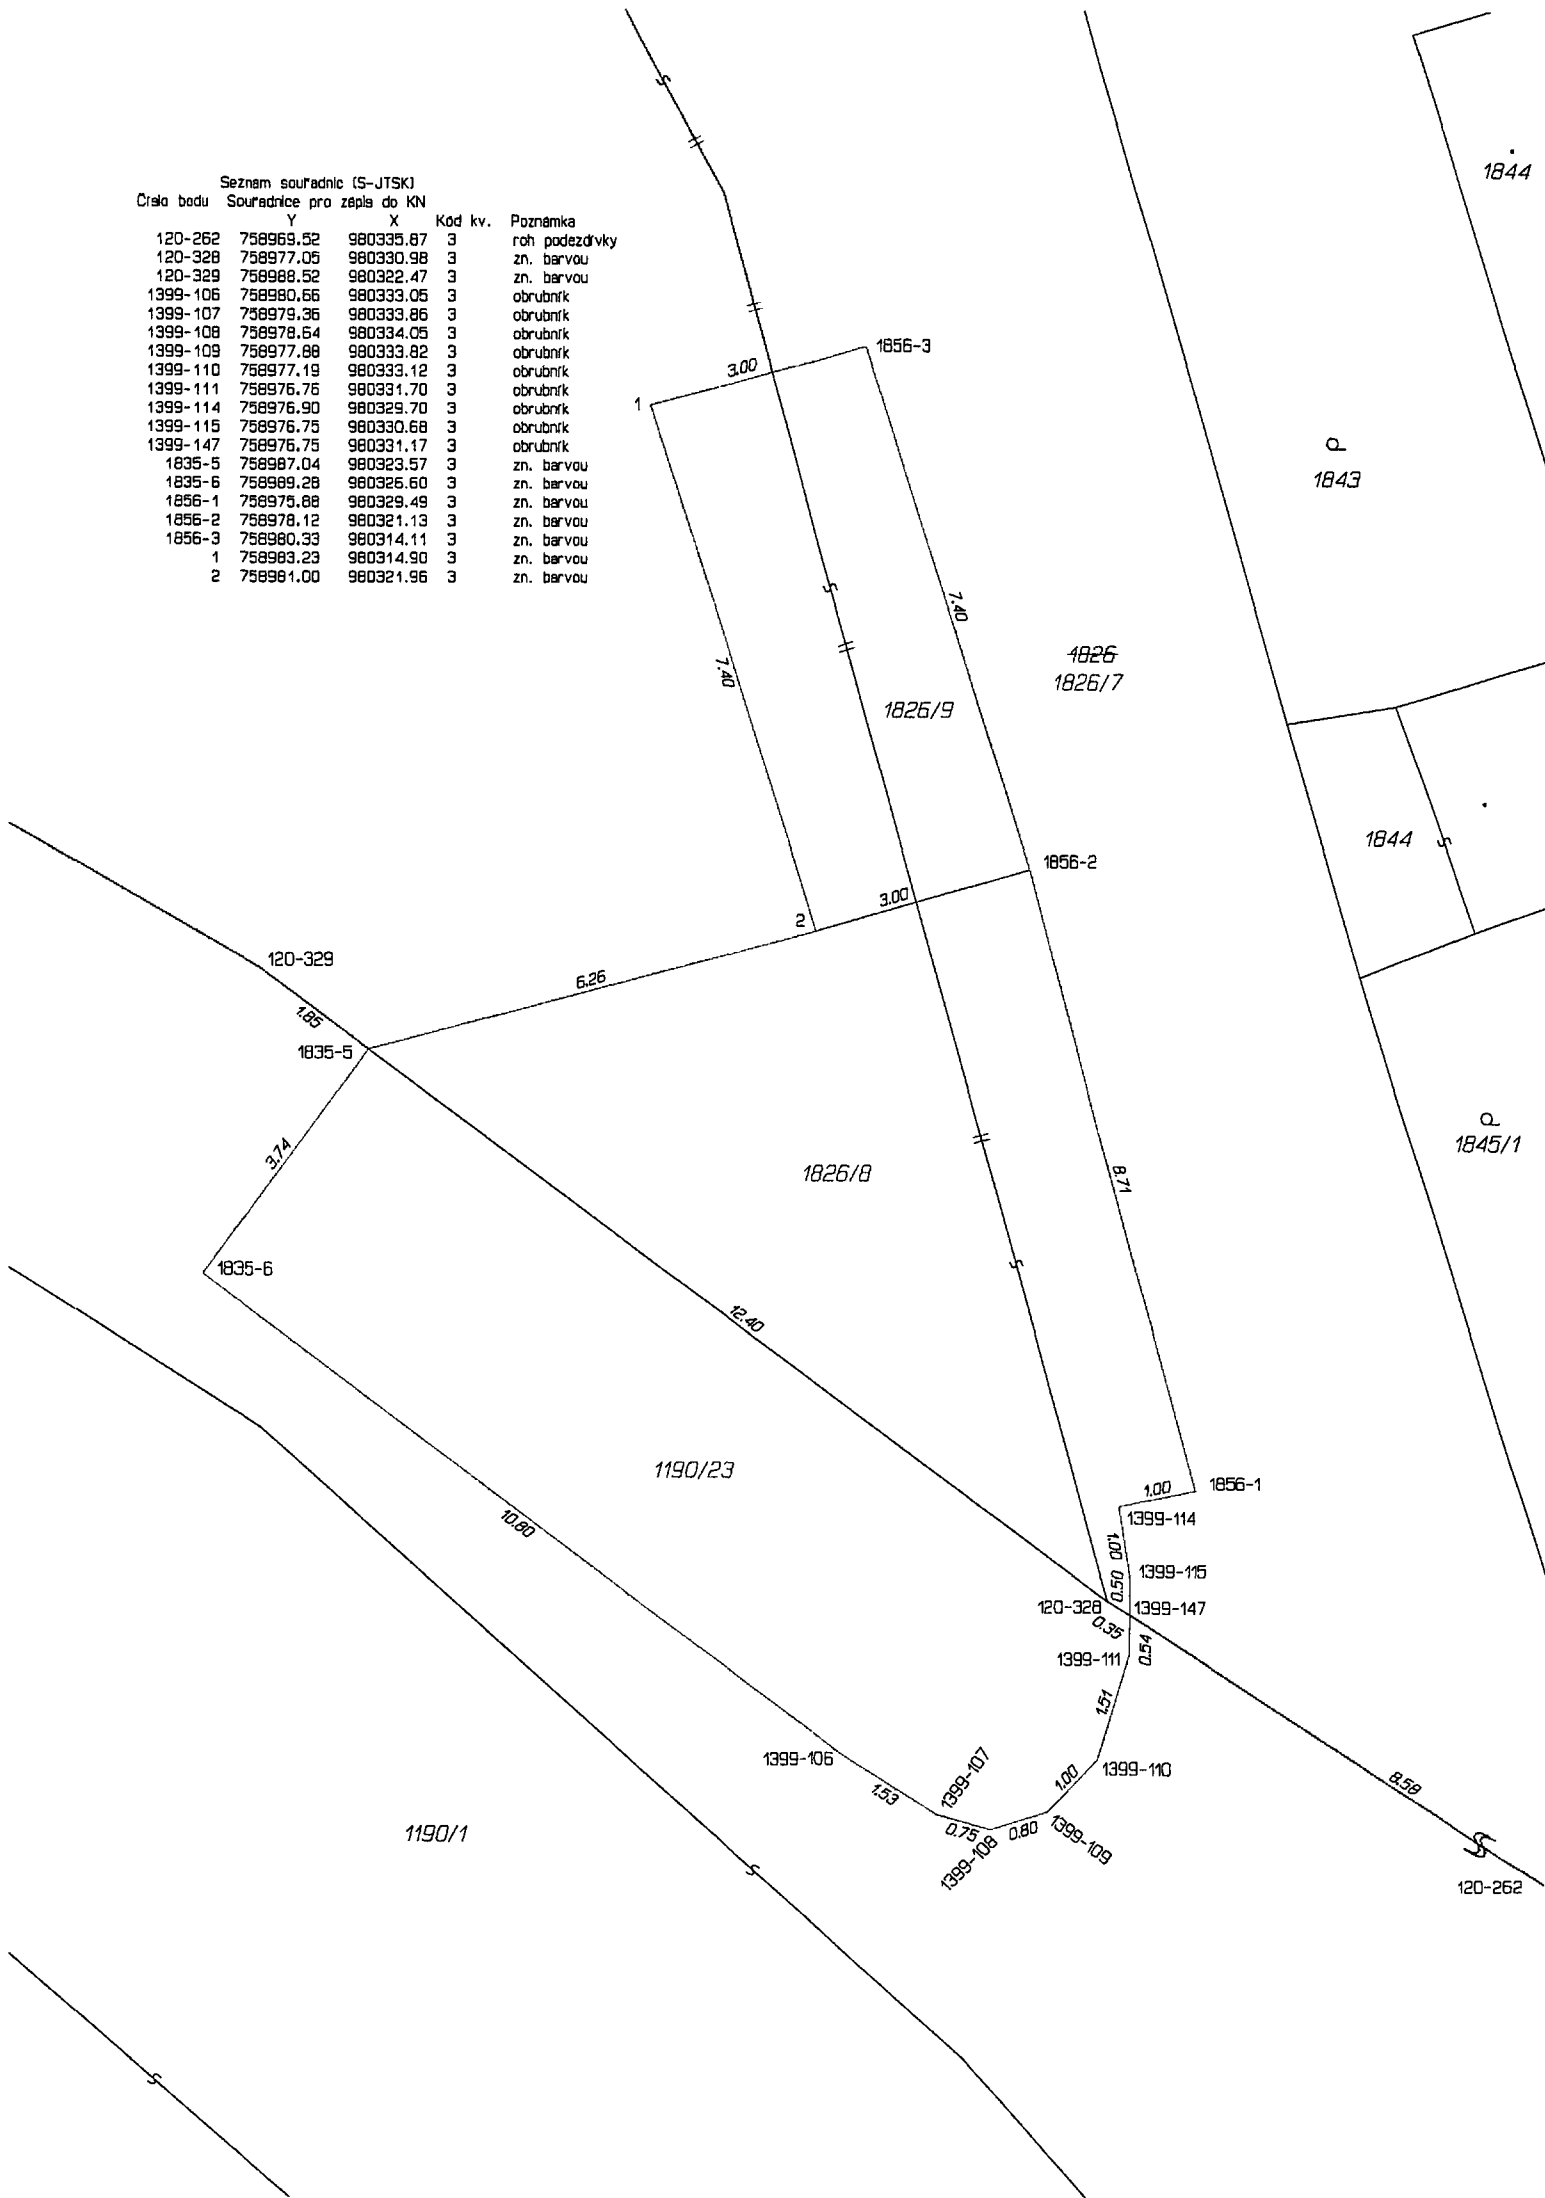 Seznam souřadnic (S-JTSK)
Číslo bodu Souřadnice pro zápis do KN
Y X Kód kv. Poznámka
120-262 758969.52 980335.87 3 roh podezdívky
120-328 758977.05 980330.98 3 zn. barvou
120-329 758988.52 980322.47 3 zn. barvou
1399-106 758980.66 980333.05 3 obrubník
1399-107 758979.36 980333.86 3 obrubník
1399-108 758978.64 980334.05 3 obrubník
1399-109 758977.88 980333.82 3 obrubník
1399-110 758977.19 980333.12 3 obrubník
1399-111 758976.76 980331.70 3 obrubník
1399-114 758976.90 980329.70 3 obrubník
1399-115 758976.75 980330.68 3 obrubník
1399-147 758976.75 980331.17 3 obrubník
1835-5 758987.04 980323.57 3 zn. barvou
1835-6 758989.28 980326.60 3 zn. barvou
1856-1 758975.88 980329.49 3 zn. barvou
1856-2 758978.12 980321.13 3 zn. barvou
1856-3 758980.33 980314.11 3 zn. barvou
1 758983.23 980314.90 3 zn. barvou
2 758981.00 980321.96 3 zn. barvou
1844
1856-3
3.00
1
1843
7.40
7.40
1826
1826/7
1826/9
1844
1856-2
3.00
2
120-329
6.26
1.85
1835-5
1845/1
3.74
1826/8
8.71
1835-6
12.40
1190/23
1856-1
1.00
1399-114
10.80
1.00
1399-115
0.50
120-328
1399-147
0.35
0.54
1399-111
1.51
1399-106
1399-107
1399-110
1.00
1.53
8.58
0.75
0.80
1399-109
1399-108
1190/1
120-262